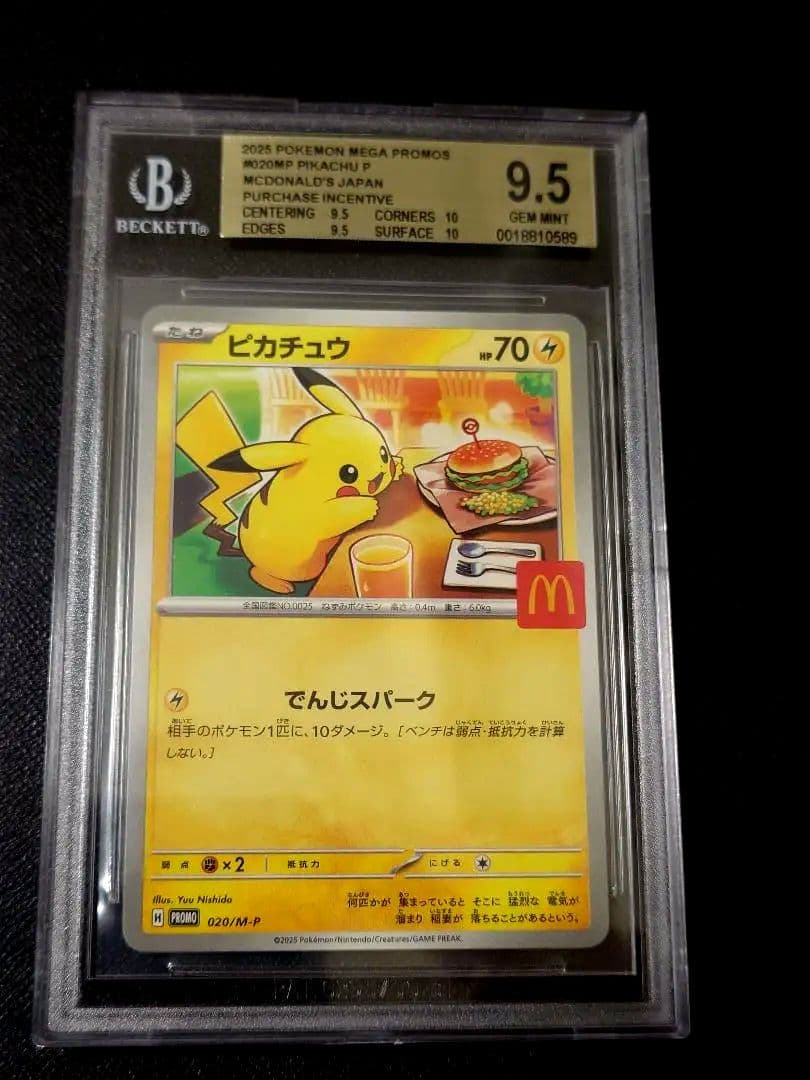 2025 POKEMON MEGA PROMOS
#020MP PIKACHU P
MCDONALD'S JAPAN
PURCHASE INCENTIVE
CENTERING 9.5 CORNERS 10
EDGES 9.5 SURFACE 10
9.5
GEM MINT
0018810589
B
BECKETT®
たね
ピカチュウ
HP 70
全国図鑑NO.0025 ねずみポケモン 高さ:0.4m 重さ:6.0kg
M
でんじスパーク
相手のポケモン1匹に、10ダメージ。[ベンチは弱点・抵抗力を計算
しない。]
弱点 ×2 抵抗力 にげる
Illus. Yuu Nishida
何匹かが 集まっていると そこに 猛烈な 電気が
溜まり 稲妻が 落ちることがあるという。
H PROMO 020/M-P
©2025 Pokémon/Nintendo/Creatures/GAME FREAK.